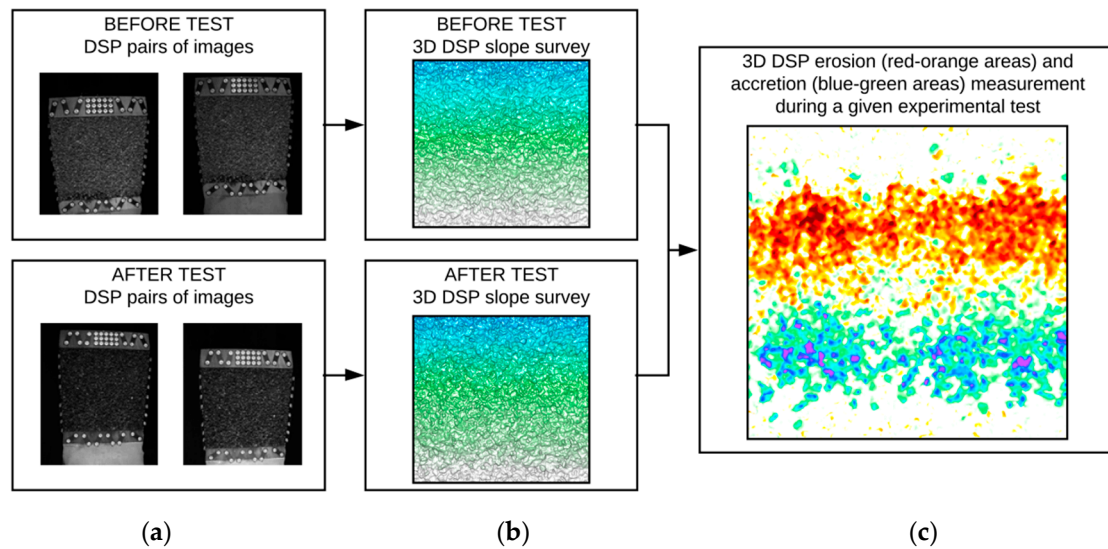 BEFORE TEST
DSP pairs of images
BEFORE TEST
3D DSP slope survey
3D DSP erosion (red-orange areas) and
accretion (blue-green areas) measurement
during a given experimental test
AFTER TEST
DSP pairs of images
AFTER TEST
3D DSP slope survey
(a)
(b)
(c)